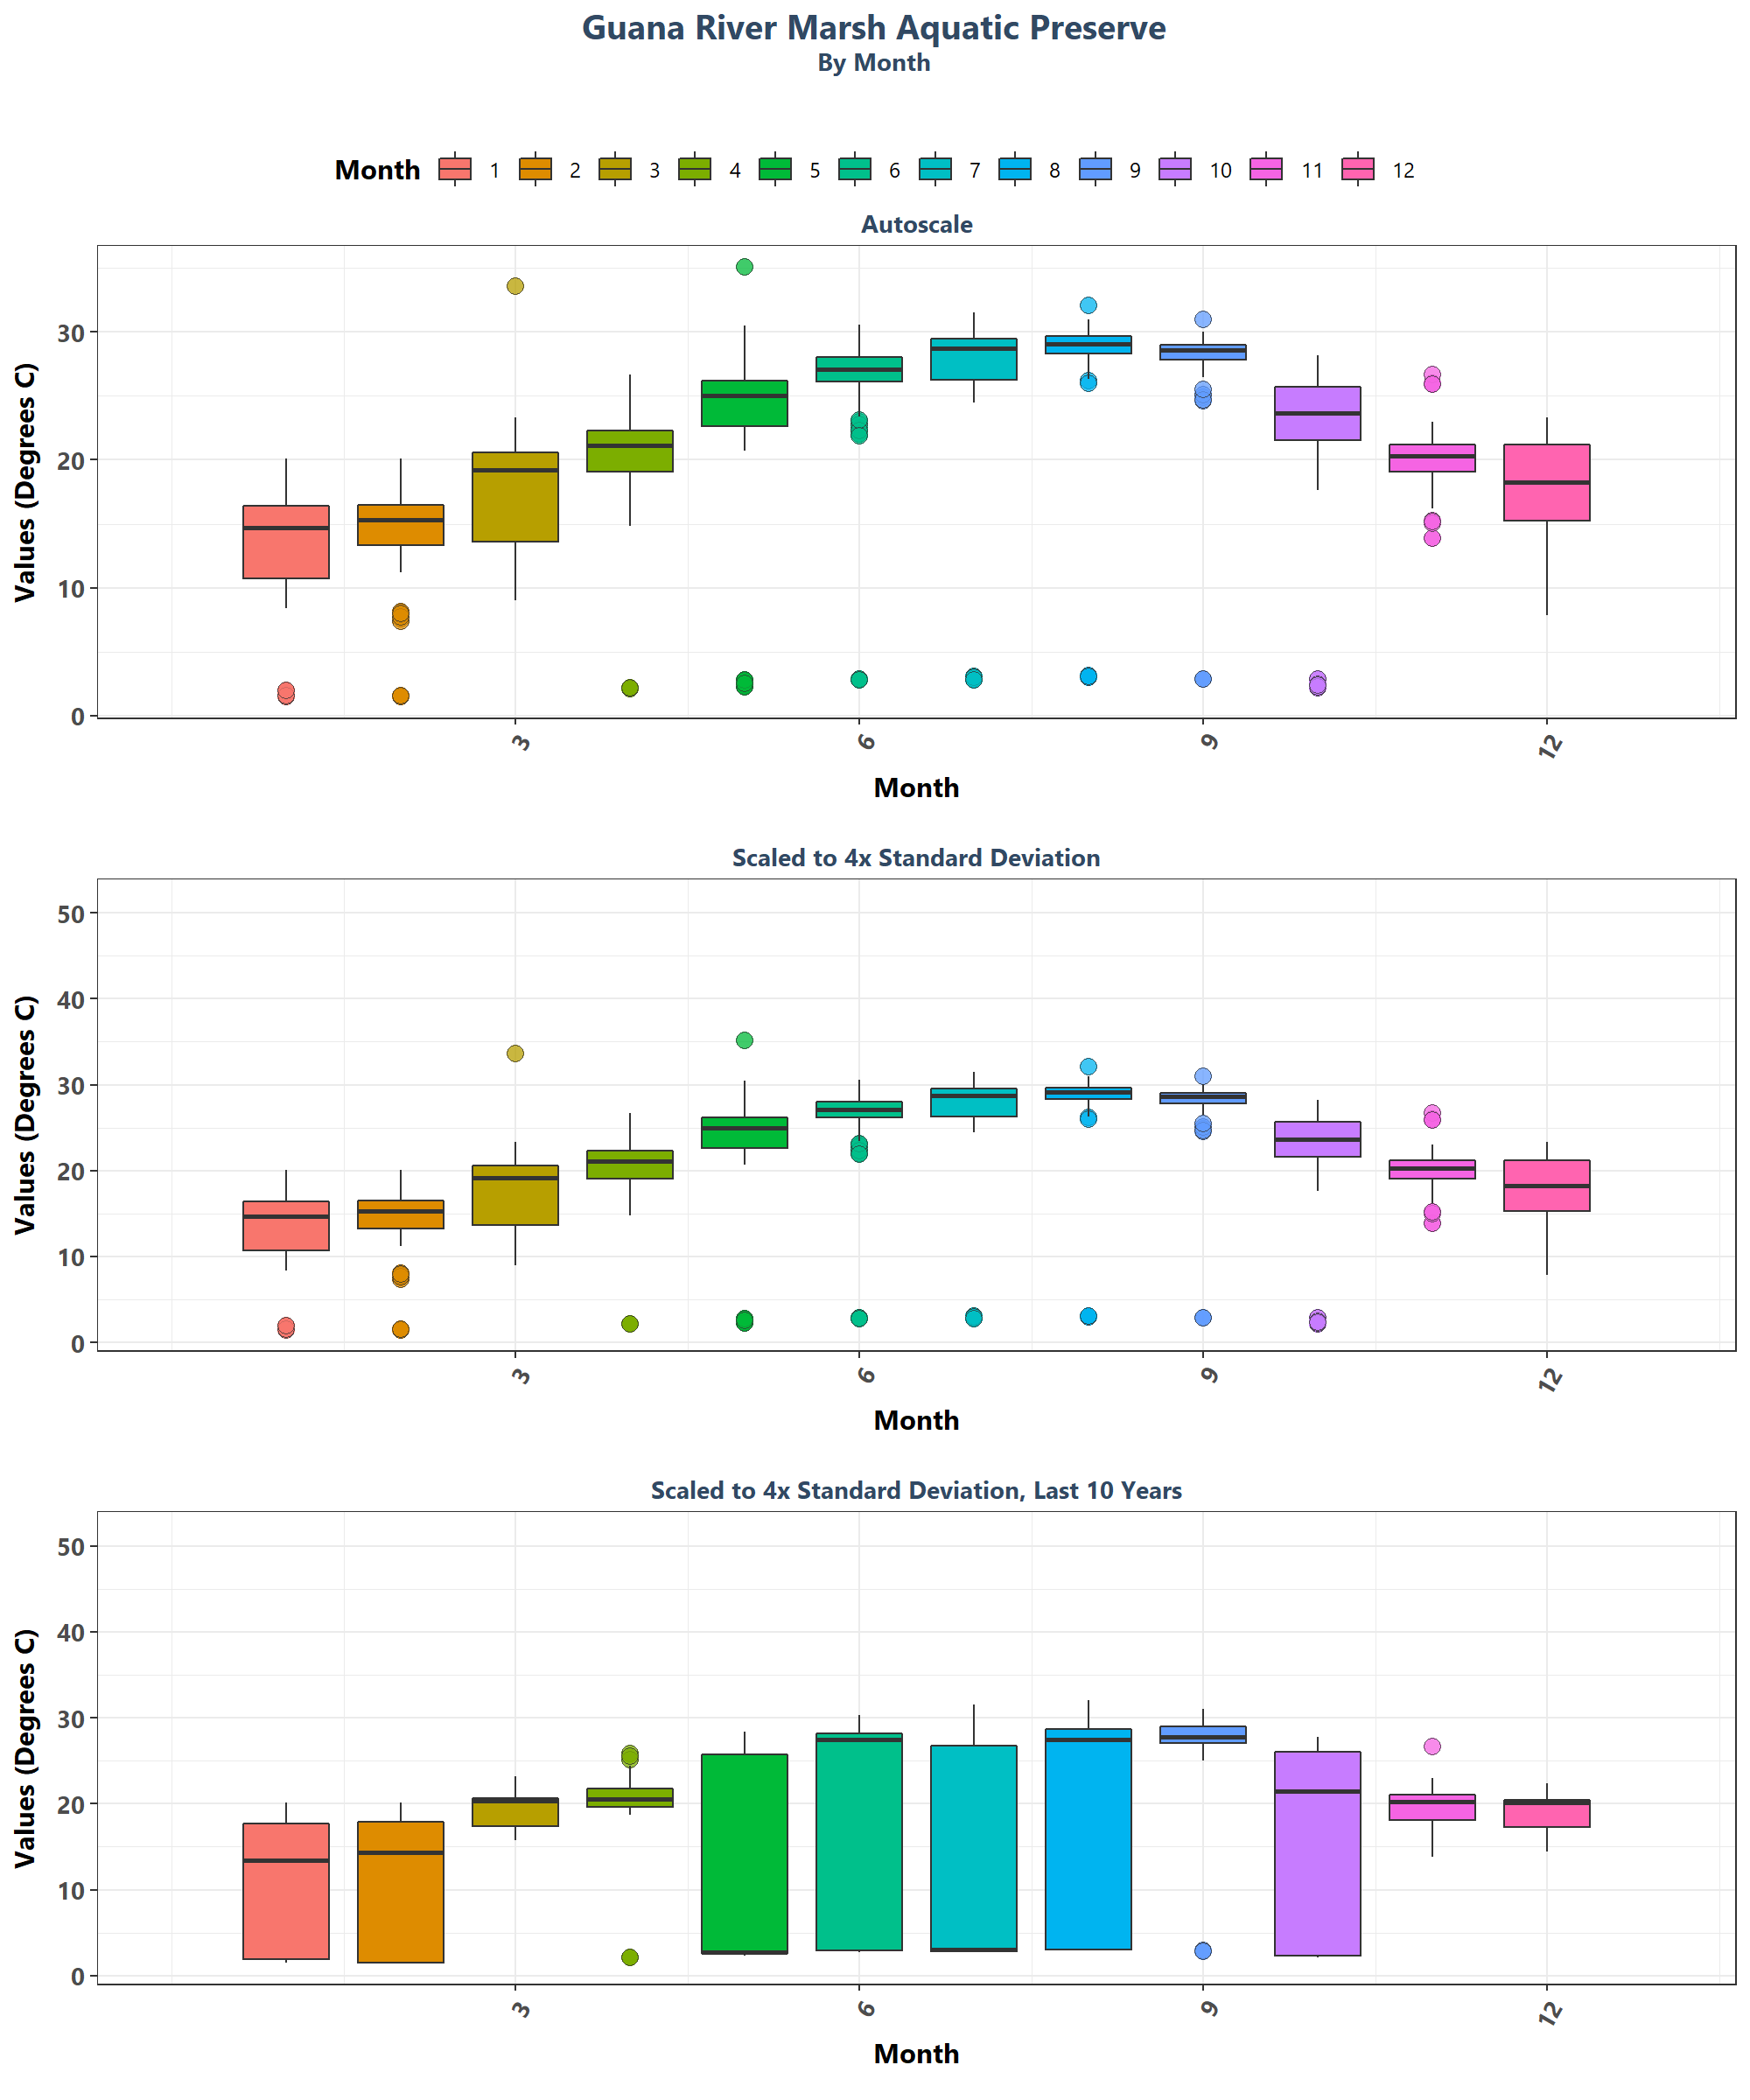 Guana River Marsh Aquatic Preserve
By Month
Month 1 2 3 4 5 6 7 8 9 10 11 12
Autoscale
Values (Degrees C)
30
20
10
0
3 6 9 12
Month
Scaled to 4x Standard Deviation
Values (Degrees C)
50
40
30
20
10
0
3 6 9 12
Month
Scaled to 4x Standard Deviation, Last 10 Years
Values (Degrees C)
50
40
30
20
10
0
3 6 9 12
Month